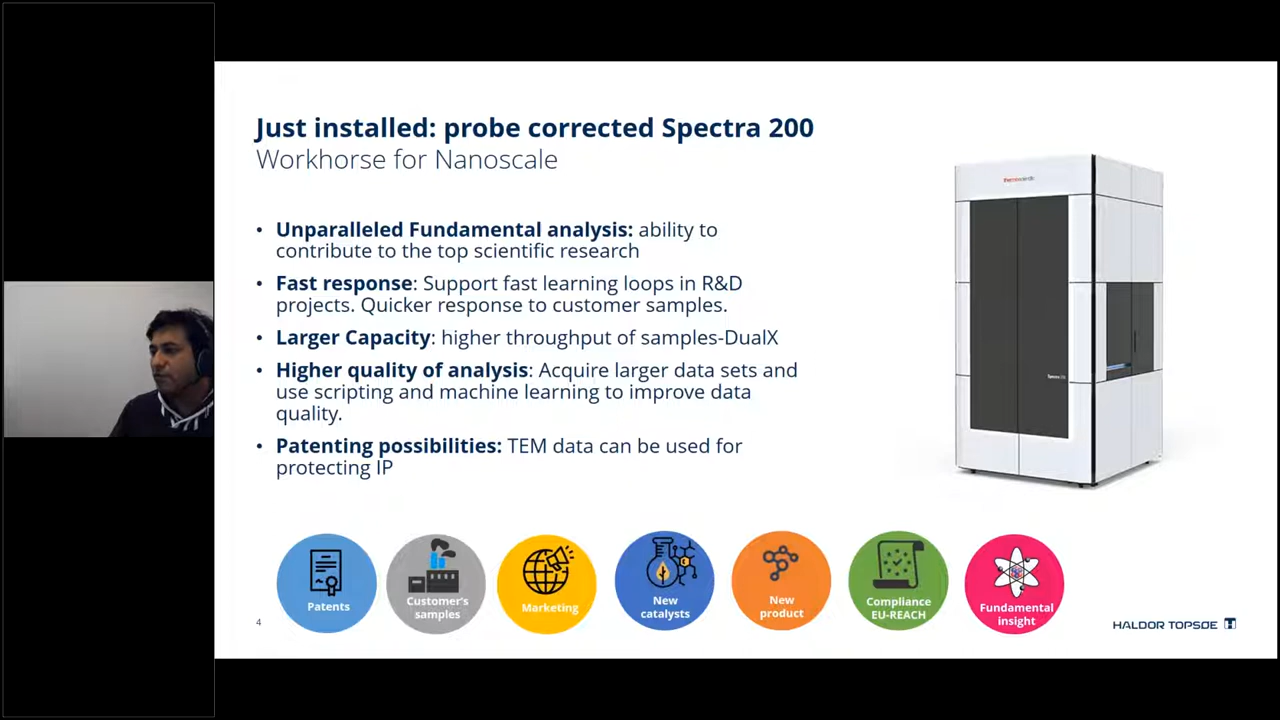 Just installed: probe corrected Spectra 200
Workhorse for Nanoscale
• Unparalleled Fundamental analysis: ability to
contribute to the top scientific research
• Fast response: Support fast learning loops in R&D
projects. Quicker response to customer samples.
• Larger Capacity: higher throughput of samples-DualX
• Higher quality of analysis: Acquire larger data sets and
use scripting and machine learning to improve data
quality.
• Patenting possibilities: TEM data can be used for
protecting IP
Patents
Customer's
samples
Marketing
New
catalysts
New
product
Compliance
EU-REACH
Fundamental
insight
4
HALDOR TOPSØE